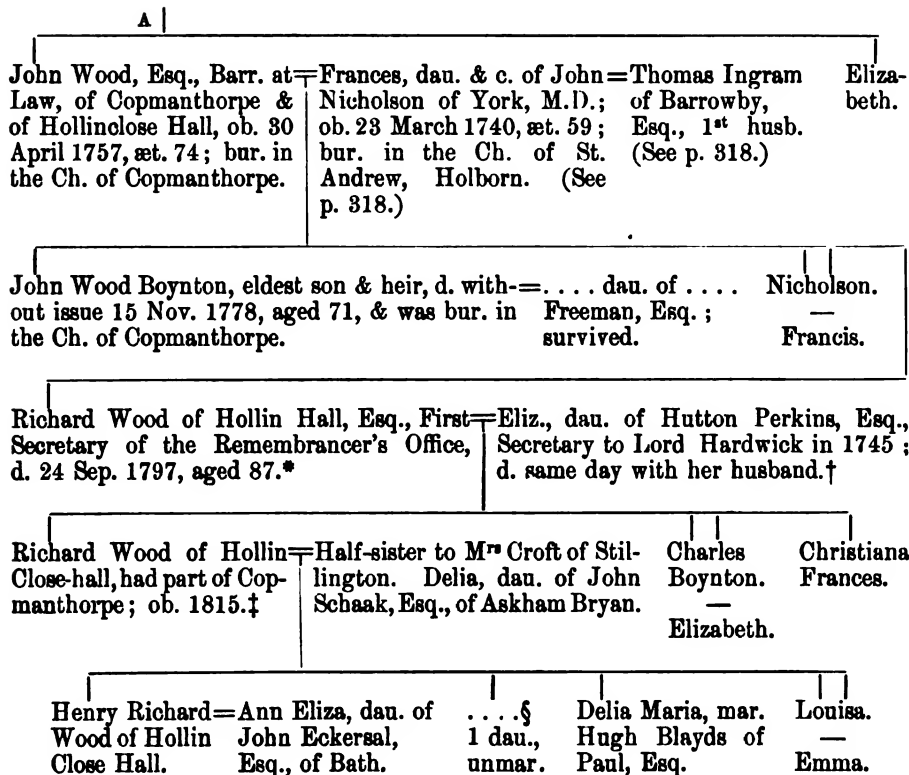 A
John Wood, Esq., Barr. at
Law, of Copmanthorpe &
of Hollinclose Hall, ob. 30
April 1757, æt. 74; bur. in
the Ch. of Copmanthorpe.
=Frances, dau. & c. of John
Nicholson of York, M.D.;
ob. 23 March 1740, æt. 59;
bur. in the Ch. of St.
Andrew, Holborn. (See
p. 318.)
=Thomas Ingram
of Barrowby,
Esq., 1st husb.
(See p. 318.)
Eliza-
beth.
John Wood Boynton, eldest son & heir, d. with-
out issue 15 Nov. 1778, aged 71, & was bur. in
the Ch. of Copmanthorpe.
=. . . . dau. of . . . .
Freeman, Esq.;
survived.
Nicholson.
—
Francis.
Richard Wood of Hollin Hall, Esq., First
Secretary of the Remembrancer's Office,
d. 24 Sep. 1797, aged 87.*
=Eliz., dau. of Hutton Perkins, Esq.,
Secretary to Lord Hardwick in 1745;
d. same day with her husband.†
Richard Wood of Hollin
Close-hall, had part of Cop-
manthorpe; ob. 1815.‡
=Half-sister to Mrs Croft of Stil-
lington. Delia, dau. of John
Schaak, Esq., of Askham Bryan.
Charles
Boynton.
—
Elizabeth.
Christiana
Frances.
Henry Richard
Wood of Hollin
Close Hall.
=Ann Eliza, dau. of
John Eckersal,
Esq., of Bath.
. . . .§
1 dau.,
unmar.
Delia Maria, mar.
Hugh Blayds of
Paul, Esq.
Louisa.
—
Emma.